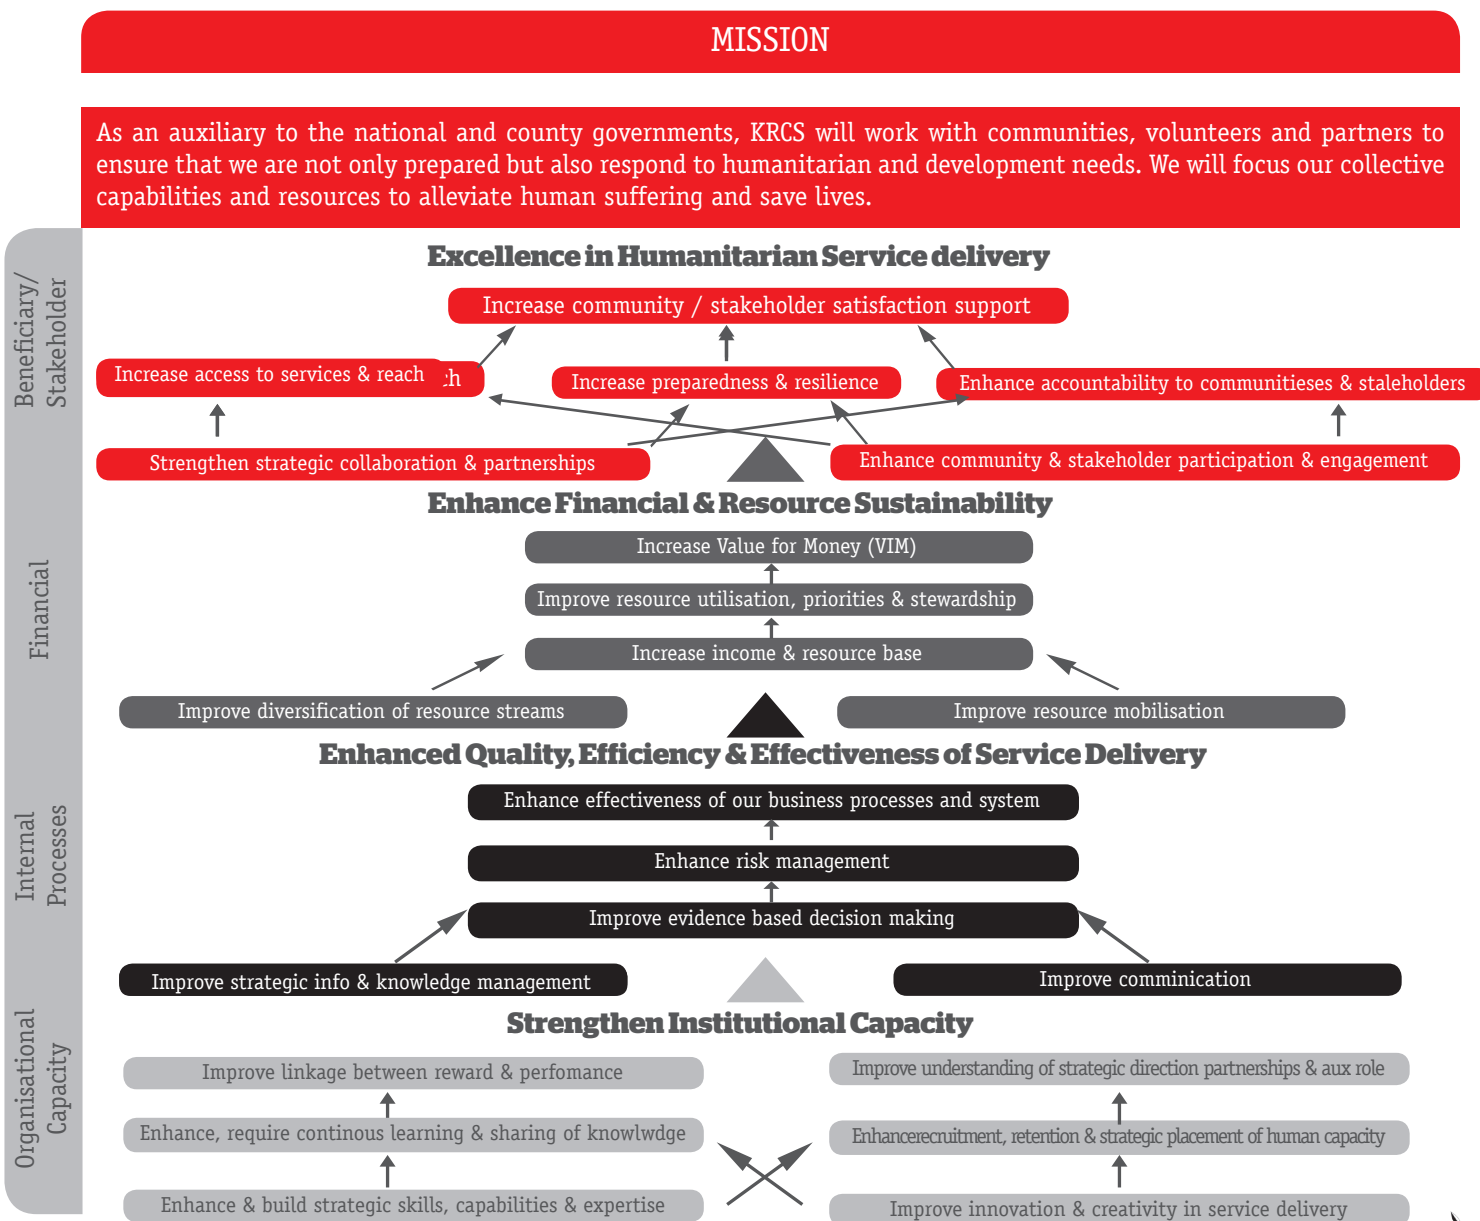 MISSION
As an auxiliary to the national and county governments, KRCS will work with communities, volunteers and partners to
ensure that we are not only prepared but also respond to humanitarian and development needs. We will focus our collective
capabilities and resources to alleviate human suffering and save lives.
Beneficiary/
Stakeholder
Excellence in Humanitarian Service delivery
Increase community / stakeholder satisfaction support
Increase access to services & reach
ch
Increase preparedness & resilience
Enhance accountability to communitieses & staleholders
Strengthen strategic collaboration & partnerships
Enhance community & stakeholder participation & engagement
Financial
Enhance Financial & Resource Sustainability
Increase Value for Money (VIM)
Improve resource utilisation, priorities & stewardship
Increase income & resource base
Improve diversification of resource streams
Improve resource mobilisation
Internal
Processes
Enhanced Quality, Efficiency & Effectiveness of Service Delivery
Enhance effectiveness of our business processes and system
Enhance risk management
Improve evidence based decision making
Improve strategic info & knowledge management
Improve comminication
Organisational
Capacity
Strengthen Institutional Capacity
Improve linkage between reward & perfomance
Improve understanding of strategic direction partnerships & aux role
Enhance, require continous learning & sharing of knowlwdge
Enhancerecruitment, retention & strategic placement of human capacity
Enhance & build strategic skills, capabilities & expertise
Improve innovation & creativity in service delivery